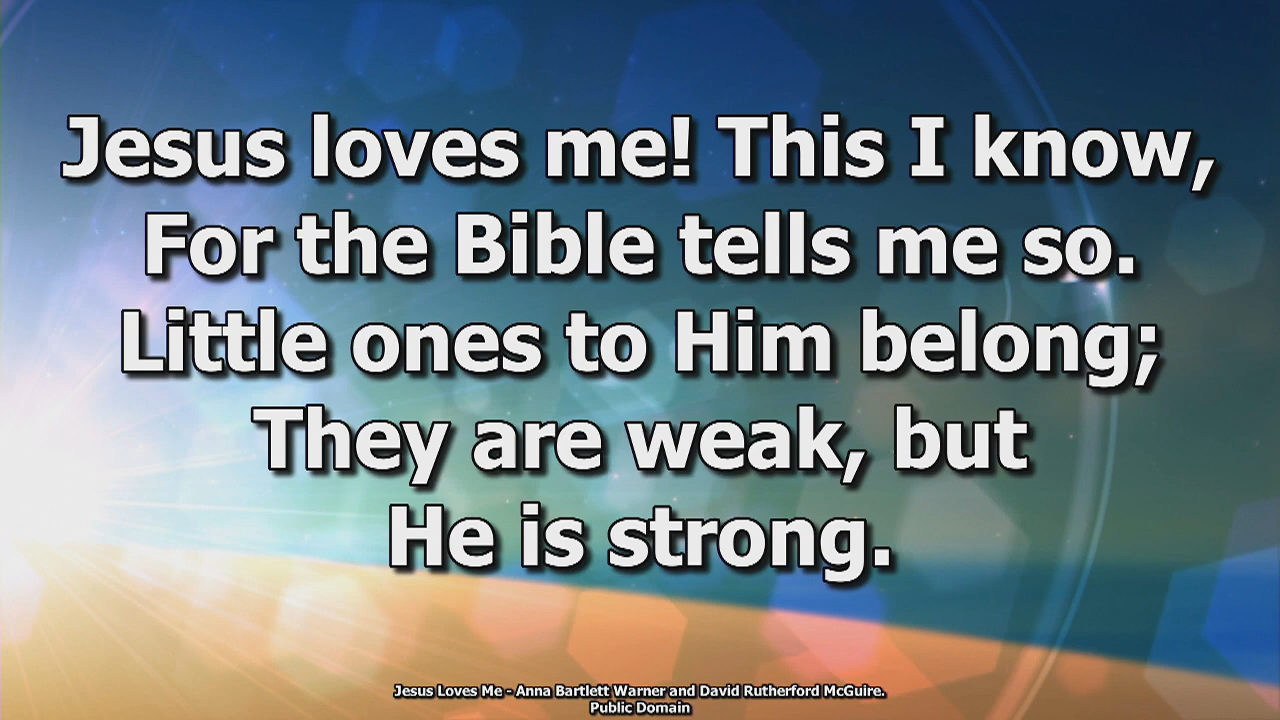 Jesus loves me! This I know,
For the Bible tells me so.
Little ones to Him belong;
They are weak, but
He is strong.
Jesus Loves Me - Anna Bartlett Warner and David Rutherford McGuire.
Public Domain